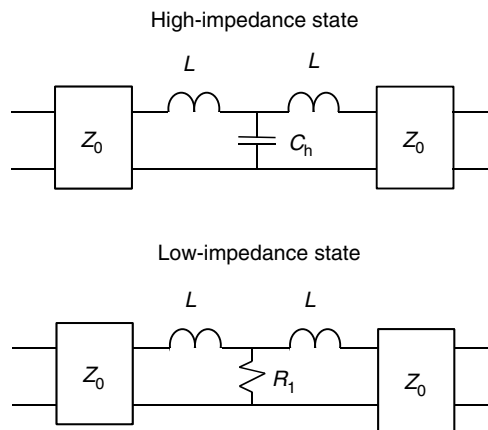 High-impedance state
L L
Z0 Ch Z0
Low-impedance state
L L
Z0 R1 Z0